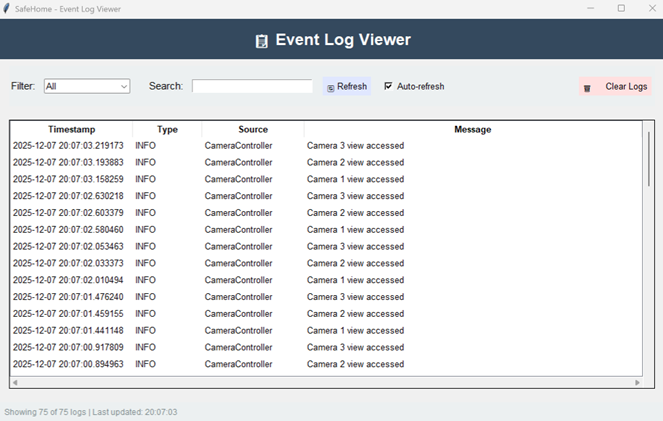 SafeHome - Event Log Viewer
Event Log Viewer
Filter: All Search: Refresh Auto-refresh Clear Logs
Timestamp Type Source Message
2025-12-07 20:07:03.219173 INFO CameraController Camera 3 view accessed
2025-12-07 20:07:03.193883 INFO CameraController Camera 2 view accessed
2025-12-07 20:07:03.158259 INFO CameraController Camera 1 view accessed
2025-12-07 20:07:02.630218 INFO CameraController Camera 3 view accessed
2025-12-07 20:07:02.603379 INFO CameraController Camera 2 view accessed
2025-12-07 20:07:02.580460 INFO CameraController Camera 1 view accessed
2025-12-07 20:07:02.053463 INFO CameraController Camera 3 view accessed
2025-12-07 20:07:02.033373 INFO CameraController Camera 2 view accessed
2025-12-07 20:07:02.010494 INFO CameraController Camera 1 view accessed
2025-12-07 20:07:01.476240 INFO CameraController Camera 3 view accessed
2025-12-07 20:07:01.459155 INFO CameraController Camera 2 view accessed
2025-12-07 20:07:01.441148 INFO CameraController Camera 1 view accessed
2025-12-07 20:07:00.917809 INFO CameraController Camera 3 view accessed
2025-12-07 20:07:00.894963 INFO CameraController Camera 2 view accessed
Showing 75 of 75 logs | Last updated: 20:07:03